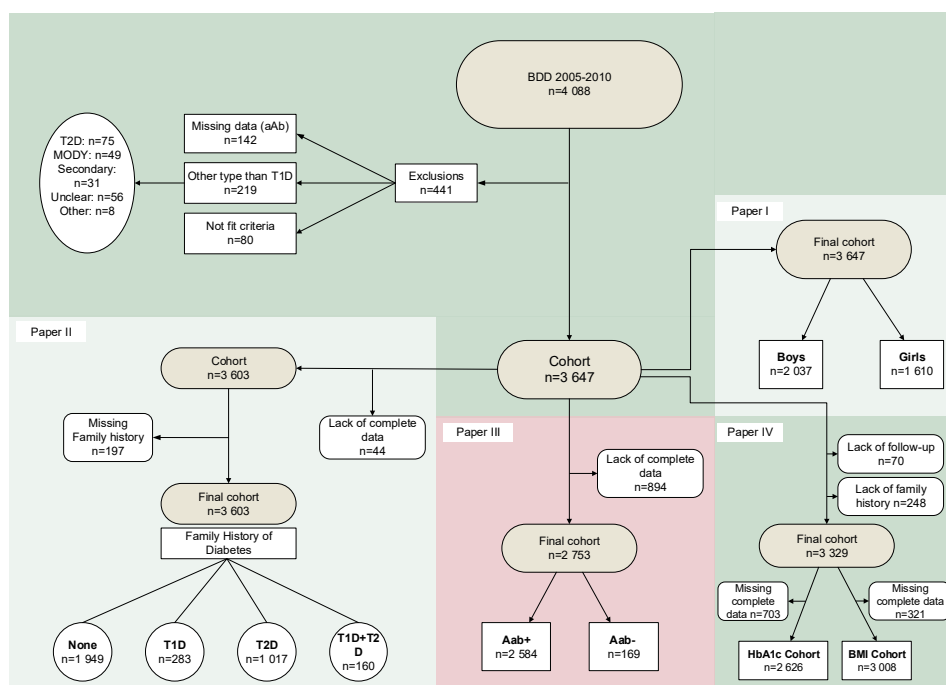 BDD 2005-2010
n=4 088
Missing data (aAb)
n=142
T2D: n=75
MODY: n=49
Secondary:
n=31
Unclear: n=56
Other: n=8
Other type than T1D
n=219
Exclusions
n=441
Not fit criteria
n=80
Paper I
Final cohort
n=3 647
Boys
n=2 037
Girls
n=1 610
Paper II
Cohort
n=3 603
Cohort
n=3 647
Missing
Family history
n=197
Lack of complete
data
n=44
Final cohort
n=3 603
Family History of
Diabetes
None
n=1 949
T1D
n=283
T2D
n=1 017
T1D+T2
D
n=160
Paper III
Lack of complete
data
n=894
Final cohort
n=2 753
Aab+
n=2 584
Aab-
n=169
Paper IV
Lack of follow-up
n=70
Lack of family
history n=248
Final cohort
n=3 329
Missing
complete
data n=703
Missing
complete data
n=321
HbA1c Cohort
n=2 626
BMI Cohort
n=3 008